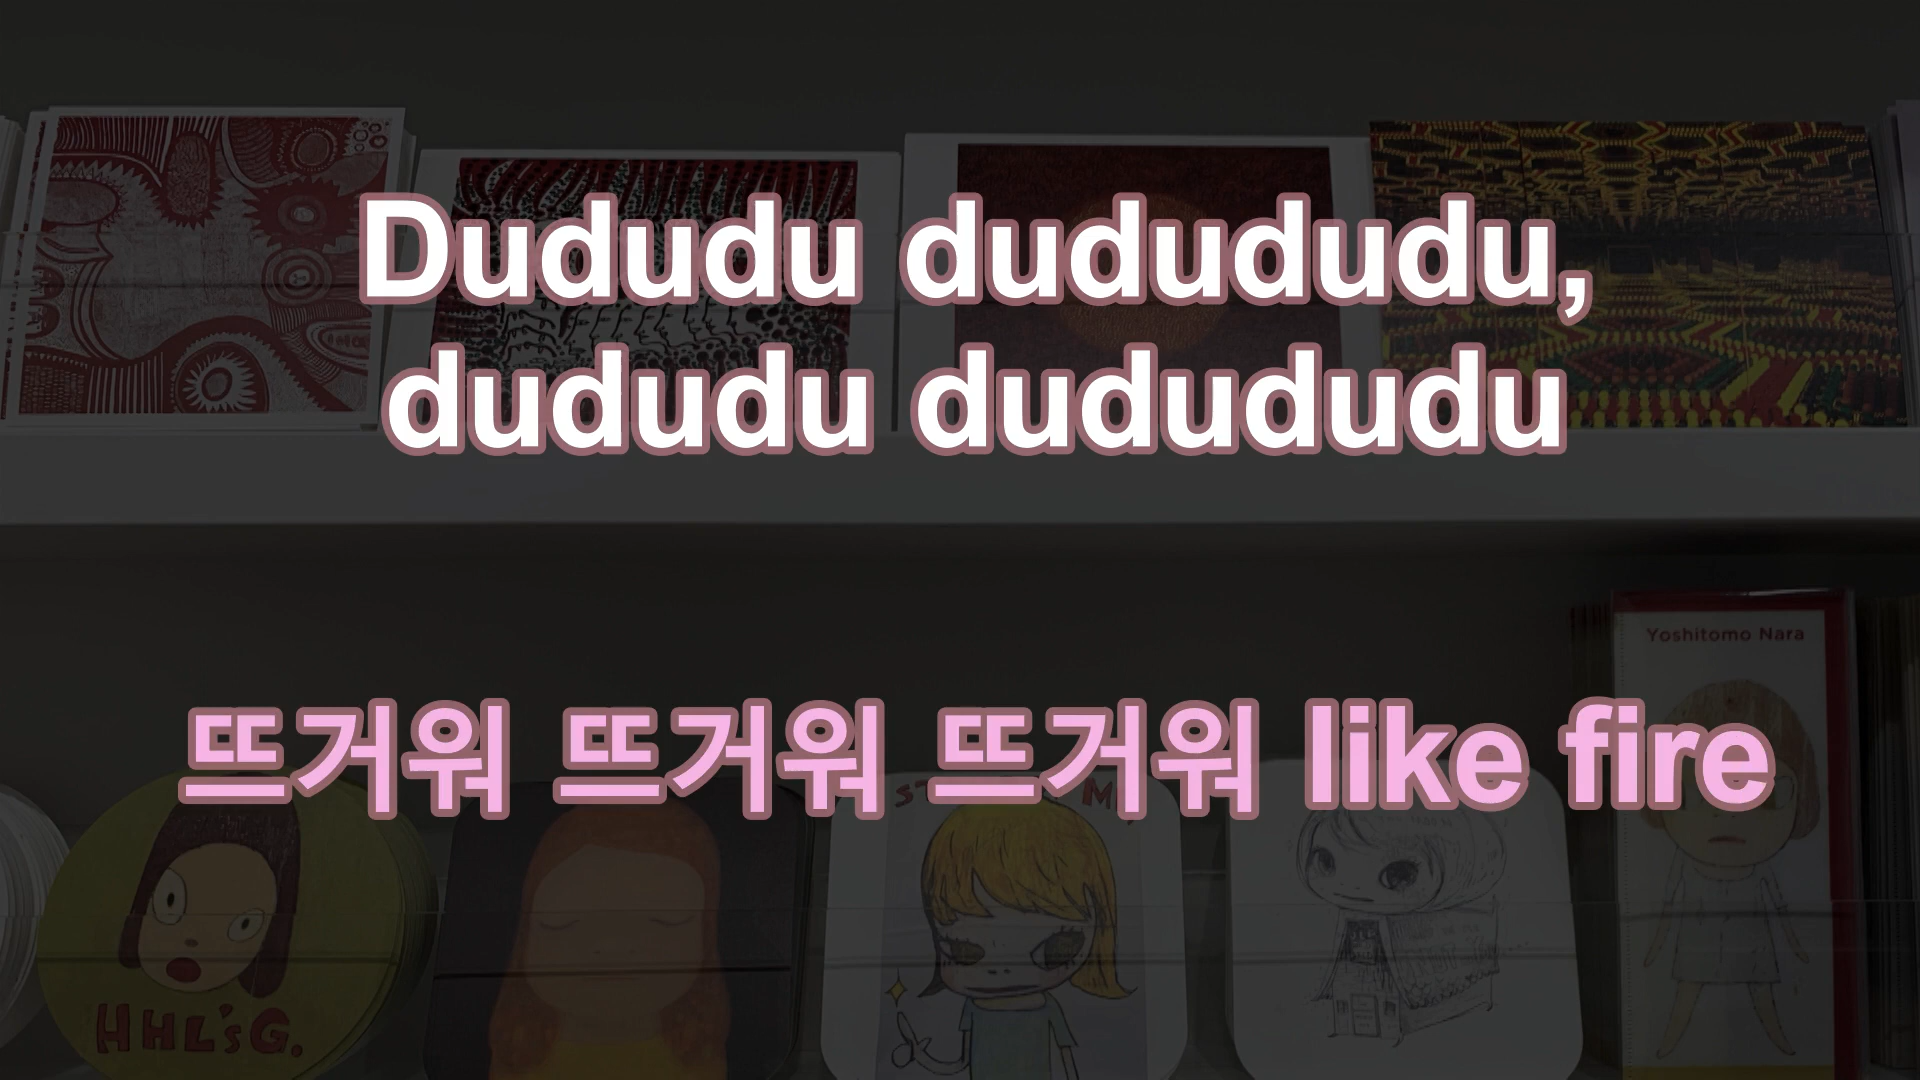 Dududu dudududu,
dududu dudududu
Yoshitomo Nara
뜨거워 뜨거워 뜨거워 like fire
HHL'sG.